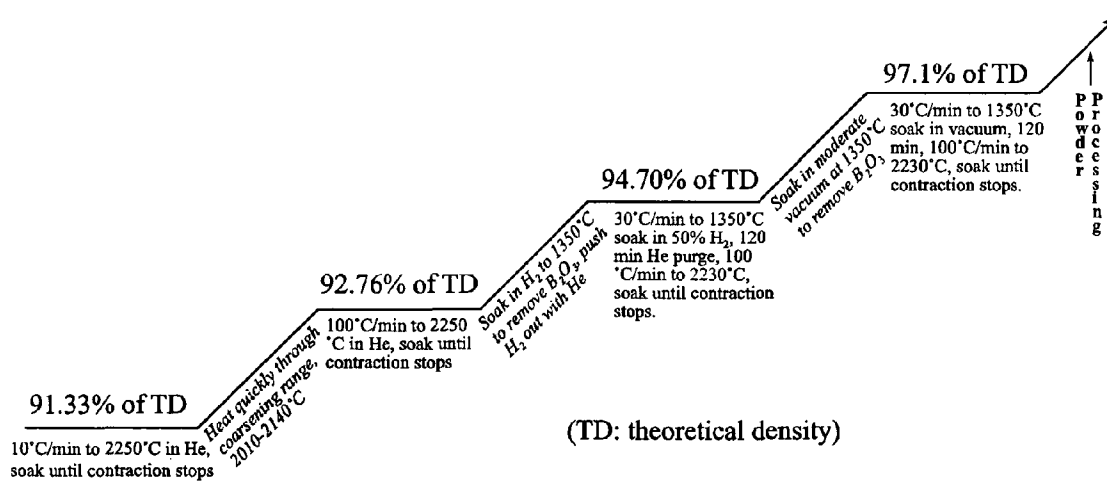 97.1% of TD
30°C/min to 1350°C
soak in vacuum, 120
min, 100°C/min to
2230°C, soak until
contraction stops.
Powder
Processing
Soak in moderate
vacuum at 1350°C
to remove B₂O₃
94.70% of TD
30°C/min to 1350°C
soak in 50% H₂, 120
min He purge, 100
°C/min to 2230°C,
soak until contraction
stops.
Soak in H₂ to 1350°C
to remove B₂O₃, push
H₂ out with He
92.76% of TD
100°C/min to 2250
°C in He, soak until
contraction stops
Heat quickly through
coarsening range,
2010-2140°C
91.33% of TD
10°C/min to 2250°C in He,
soak until contraction stops
(TD: theoretical density)